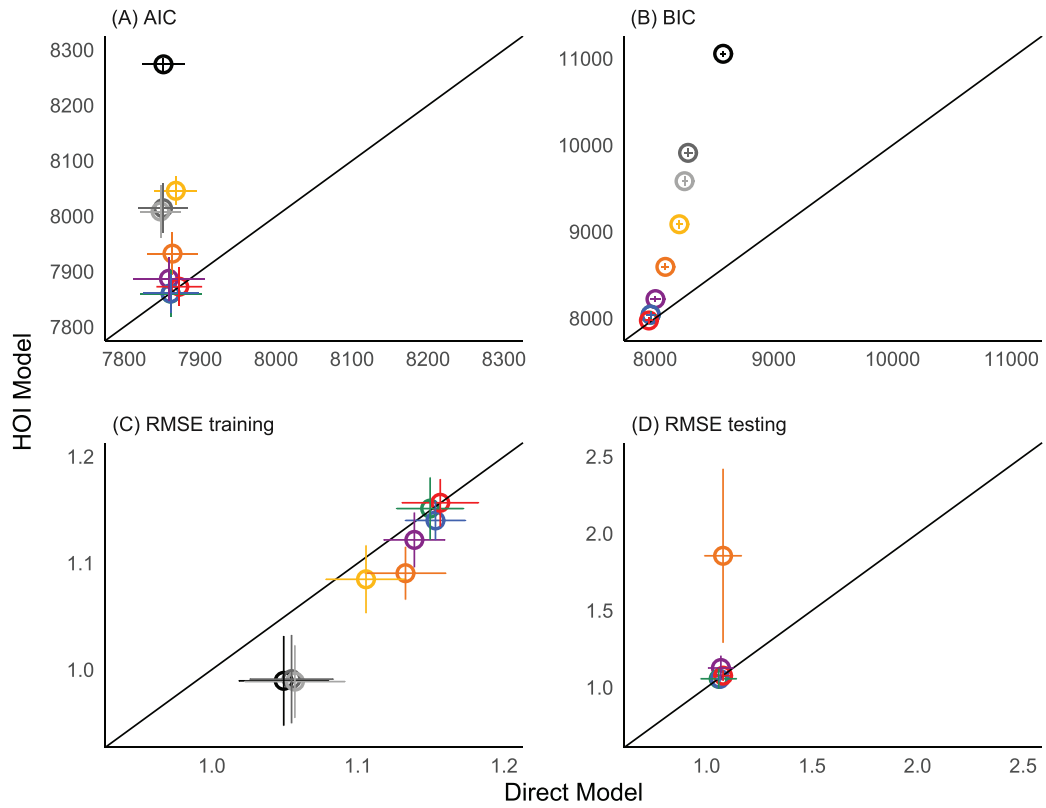 (A) AIC
(B) BIC
8300
8200
8100
8000
7900
7800
7800 7900 8000 8100 8200 8300
11000
10000
9000
8000
8000 9000 10000 11000
HOI Model
(C) RMSE training
(D) RMSE testing
1.2
1.1
1.0
1.0 1.1 1.2
2.5
2.0
1.5
1.0
1.0 1.5 2.0 2.5
Direct Model